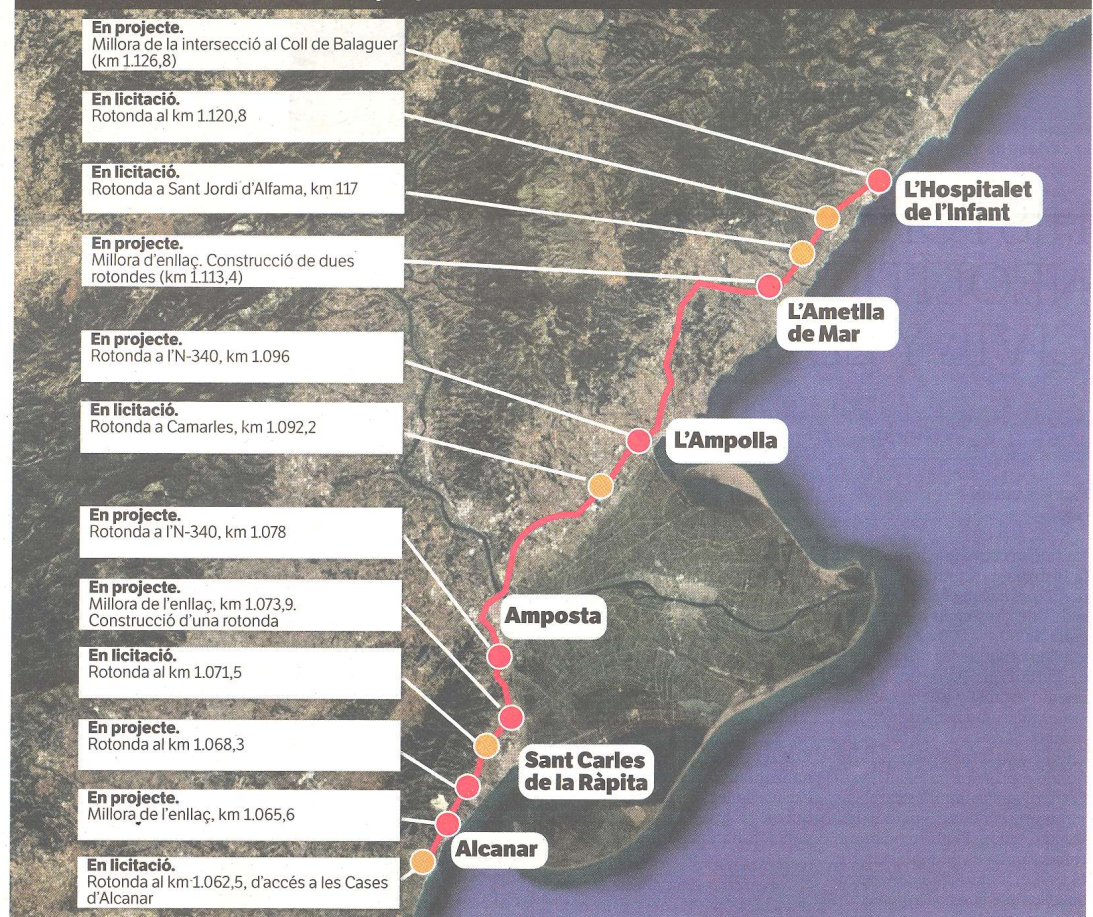 En projecte.
Millora de la intersecció al Coll de Balaguer
(km 1.126,8)
En licitació.
Rotonda al km 1.120,8
En licitació.
Rotonda a Sant Jordi d'Alfama, km 117
En projecte.
Millora d'enllaç. Construcció de dues
rotondes (km 1.113,4)
En projecte.
Rotonda a l'N-340, km 1.096
En licitació.
Rotonda a Camarles, km 1.092,2
En projecte.
Rotonda a l'N-340, km 1.078
En projecte.
Millora de l'enllaç, km 1.073,9.
Construcció d'una rotonda
En licitació.
Rotonda al km 1.071,5
En projecte.
Rotonda al km 1.068,3
En projecte.
Millora de l'enllaç, km 1.065,6
En licitació.
Rotonda al km 1.062,5, d'accés a les Cases
d'Alcanar
L'Hospitalet
de l'Infant
L'Ametlla
de Mar
L'Ampolla
Amposta
Sant Carles
de la Ràpita
Alcanar